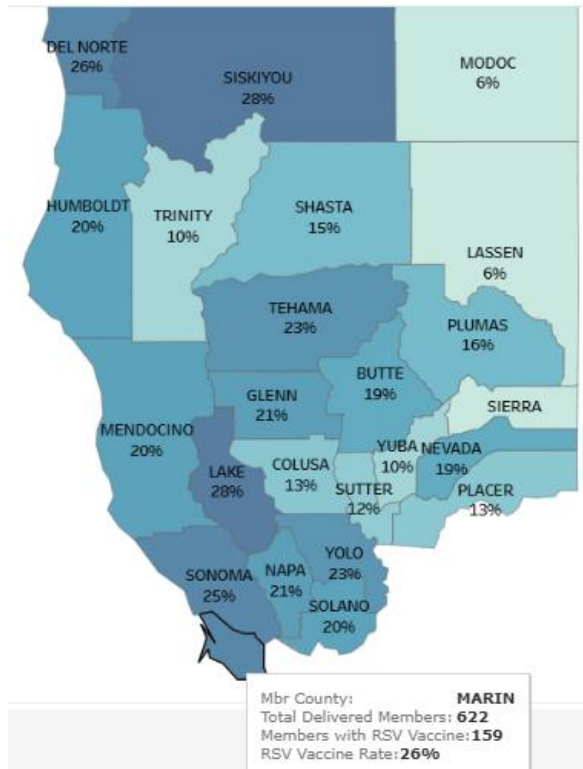 DEL NORTE
26%
SISKIYOU
28%
MODOC
6%
HUMBOLDT
20%
TRINITY
10%
SHASTA
15%
LASSEN
6%
TEHAMA
23%
PLUMAS
16%
BUTTE
19%
GLENN
21%
SIERRA
MENDOCINO
20%
LAKE
28%
COLUSA
13%
YUBA
10%
NEVADA
19%
SUTTER
12%
PLACER
13%
SONOMA
25%
NAPA
21%
YOLO
23%
SOLANO
20%
Mbr County: MARIN
Total Delivered Members: 622
Members with RSV Vaccine: 159
RSV Vaccine Rate: 26%